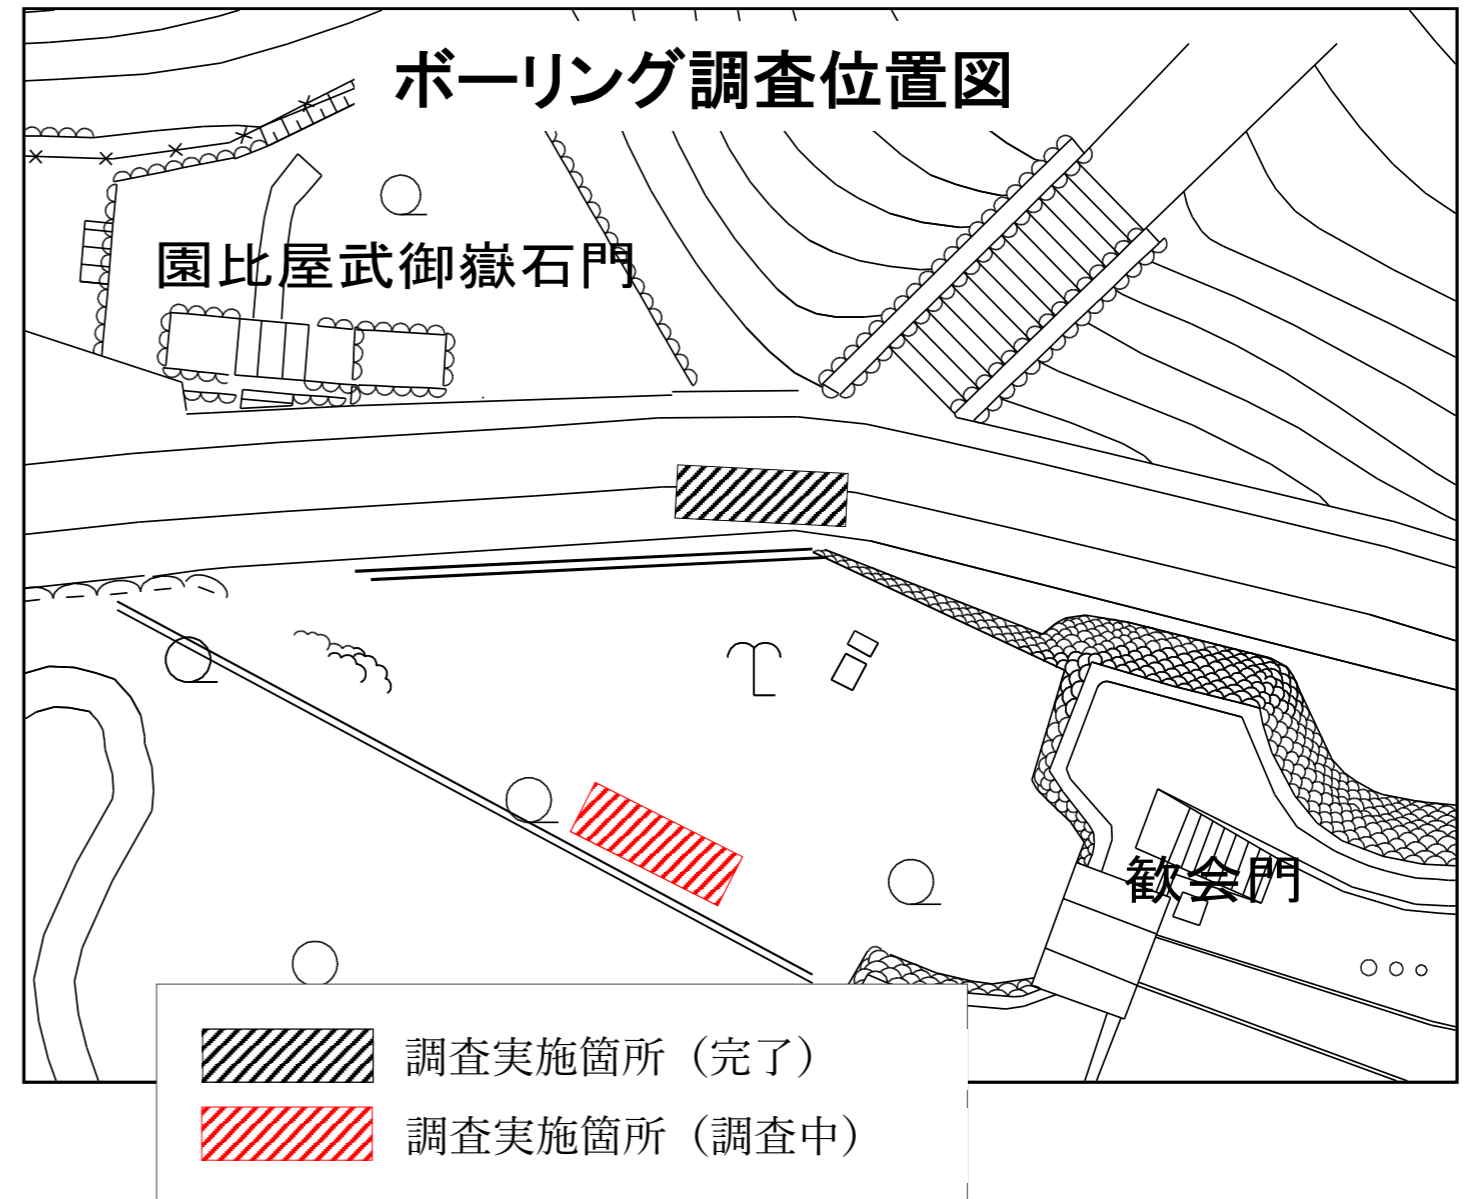 ボーリング調査位置図
園比屋武御嶽石門
歓会門
調査実施箇所（完了）
調査実施箇所（調査中）